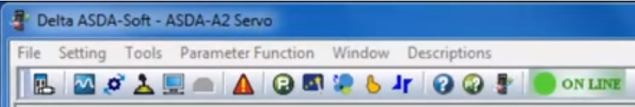 Delta ASDA-Soft - ASDA-A2 Servo
File Setting Tools Parameter Function Window Descriptions
ON LINE